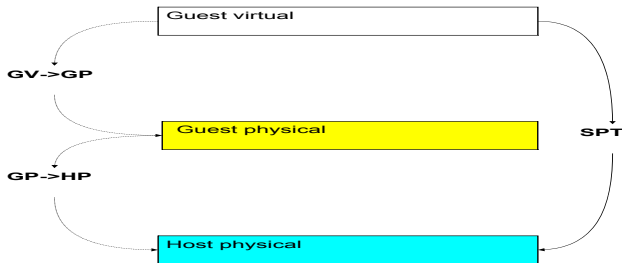 Guest virtual
GV->GP
Guest physical
SPT
GP->HP
Host physical